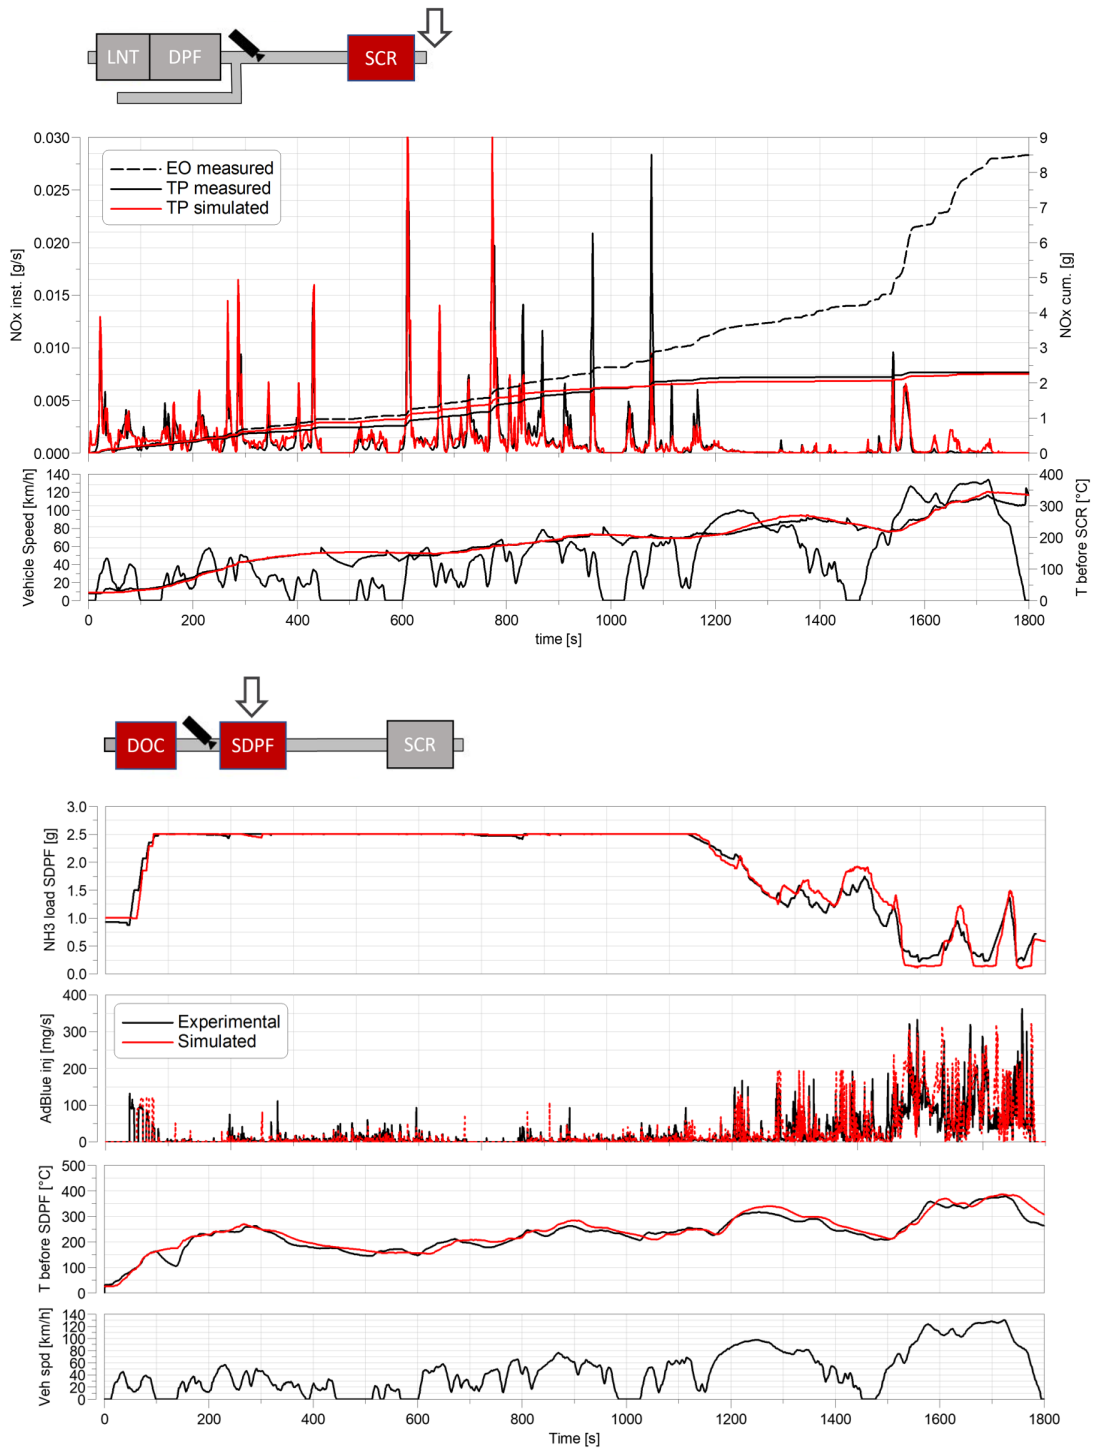 LNT DPF SCR
0.030 9
EO measured
TP measured
TP simulated
0.025 8
7
0.020 6
0.015 5
4
0.010 3
2
0.005 1
0.000 0
NOx inst. [g/s]
NOx cum. [g]
140 400
120
100 300
80
60 200
40
20 100
0 0
Vehicle Speed [km/h]
T before SCR [°C]
0 200 400 600 800 1000 1200 1400 1600 1800
time [s]
DOC SDPF SCR
3.0
2.5
2.0
1.5
1.0
0.5
0.0
NH3 load SDPF [g]
400
300
200
100
0
AdBlue inj [mg/s]
Experimental
Simulated
500
400
300
200
100
0
T before SDPF [°C]
140
120
100
80
60
40
20
0
Veh spd [km/h]
0 200 400 600 800 1000 1200 1400 1600 1800
Time [s]